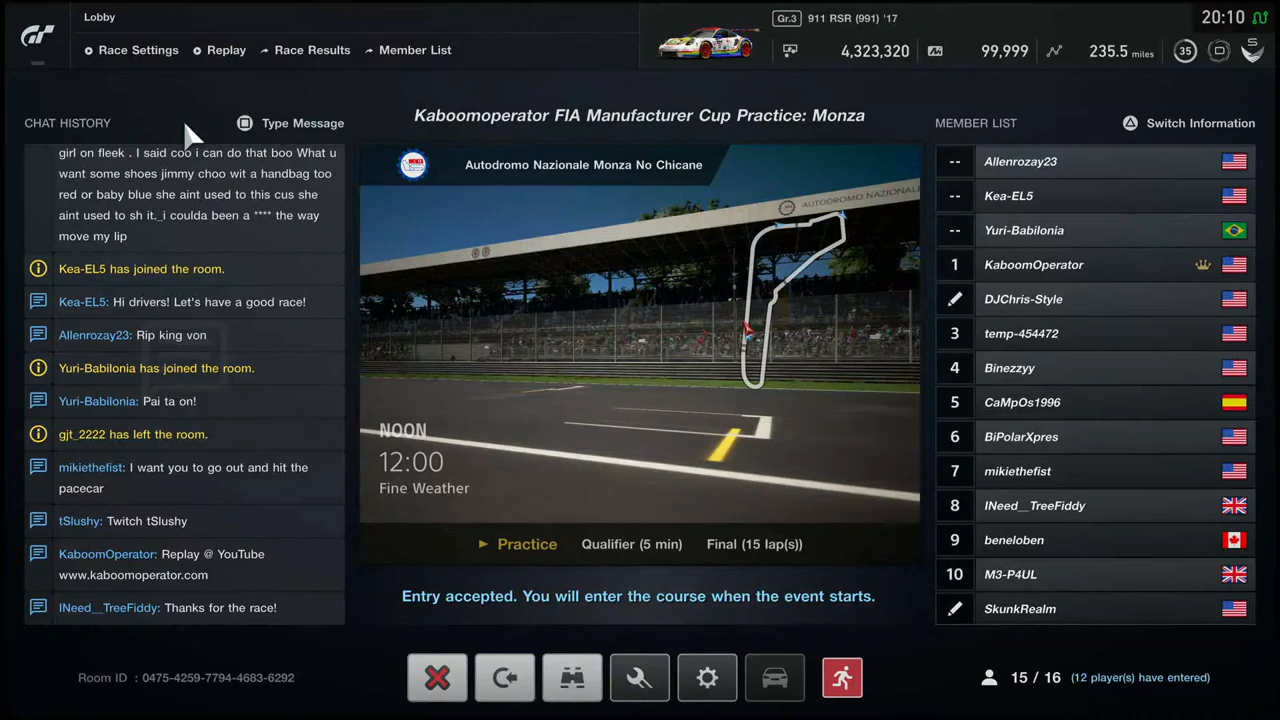 Lobby
Race Settings
Replay
Race Results
Member List
Gr.3
911 RSR (991) '17
4,323,320
99,999
235.5 miles
35
S
20:10
CHAT HISTORY
Type Message
girl on fleek . I said coo i can do that boo What u
want some shoes jimmy choo wit a handbag too
red or baby blue she aint used to this cus she
aint used to sh it._i coulda been a **** the way
move my lip
Kea-EL5 has joined the room.
Kea-EL5: Hi drivers! Let's have a good race!
Allenrozay23: Rip king von
Yuri-Babilonia has joined the room.
Yuri-Babilonia: Pai ta on!
gjt_2222 has left the room.
mikiethefist: I want you to go out and hit the
pacecar
tSlushy: Twitch tSlushy
KaboomOperator: Replay @ YouTube
www.kaboomoperator.com
INeed__TreeFiddy: Thanks for the race!
Room ID : 0475-4259-7794-4683-6292
Kaboomoperator FIA Manufacturer Cup Practice: Monza
Autodromo Nazionale Monza No Chicane
AUTODROMO NAZIONALE
NOON
12:00
Fine Weather
Practice
Qualifier (5 min)
Final (15 lap(s))
Entry accepted. You will enter the course when the event starts.
MEMBER LIST
Switch Information
-- Allenrozay23
-- Kea-EL5
-- Yuri-Babilonia
1 KaboomOperator
DJChris-Style
3 temp-454472
4 Binezzyy
5 CaMpOs1996
6 BiPolarXpres
7 mikiethefist
8 INeed__TreeFiddy
9 beneloben
10 M3-P4UL
SkunkRealm
15 / 16
(12 player(s) have entered)